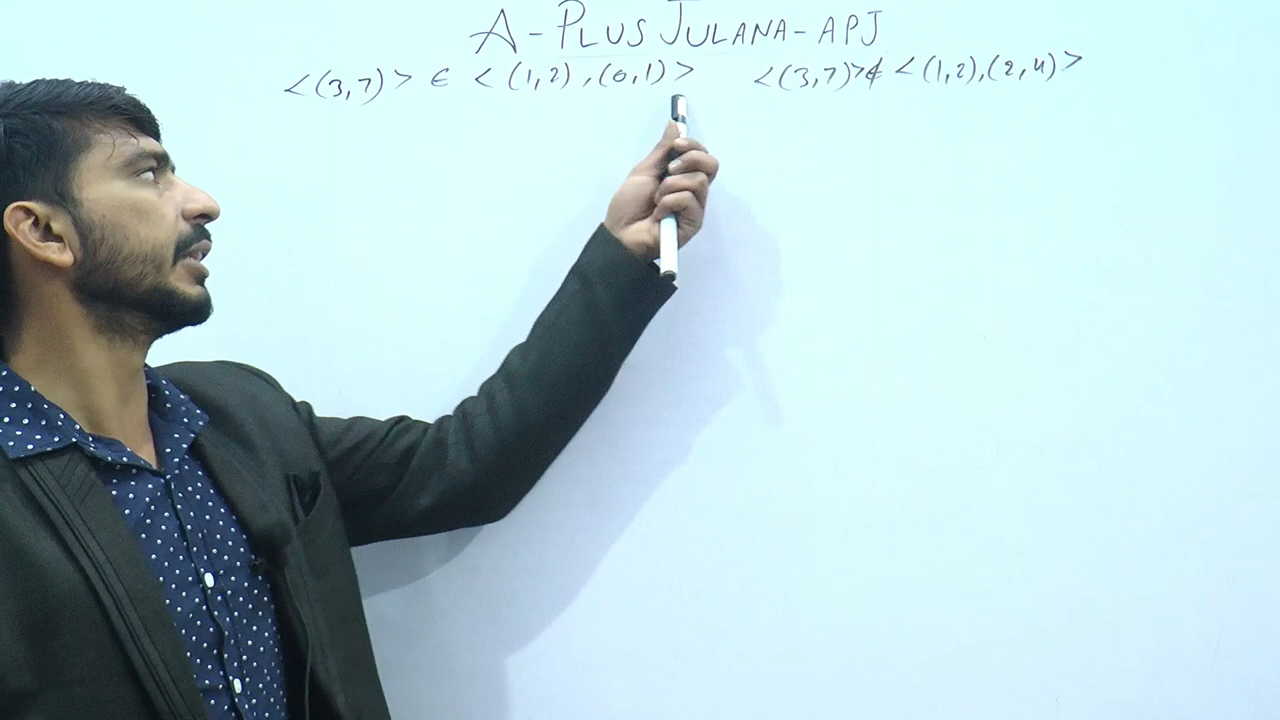 A-PLUS JULANA-APJ
<(3,7)> ∈ <(1,2),(0,1)> <(3,7)> ∉ <(1,2),(2,4)>